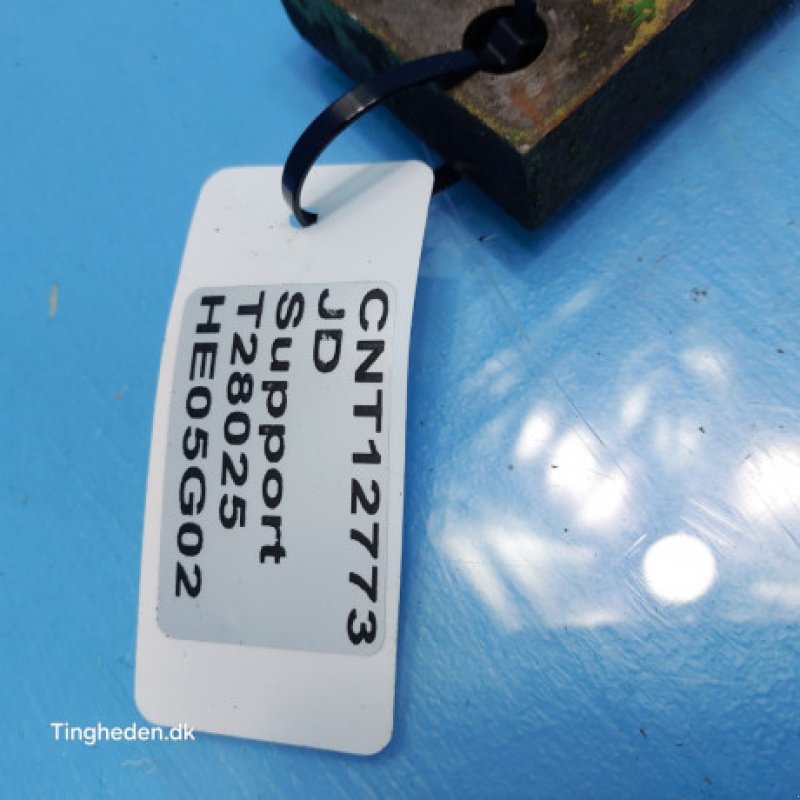 CNT12773
JD
Support
T28025
HE05G02
Tingheden.dk